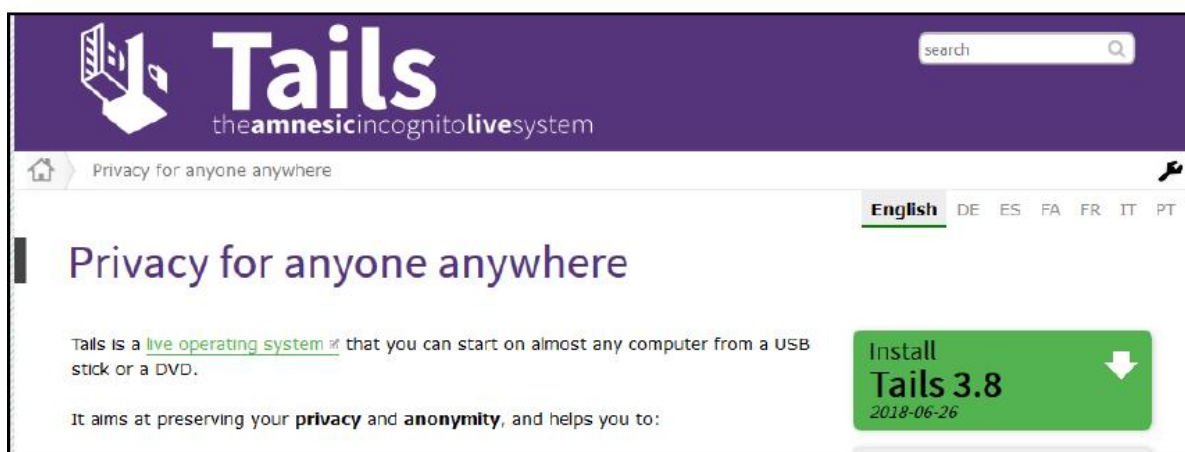 Tails
search
theamnesicincognitolivesystem
Privacy for anyone anywhere
English DE ES FA FR IT PT
Privacy for anyone anywhere
Tails is a live operating system that you can start on almost any computer from a USB
stick or a DVD.
It aims at preserving your privacy and anonymity, and helps you to:
Install
Tails 3.8
2018-06-26